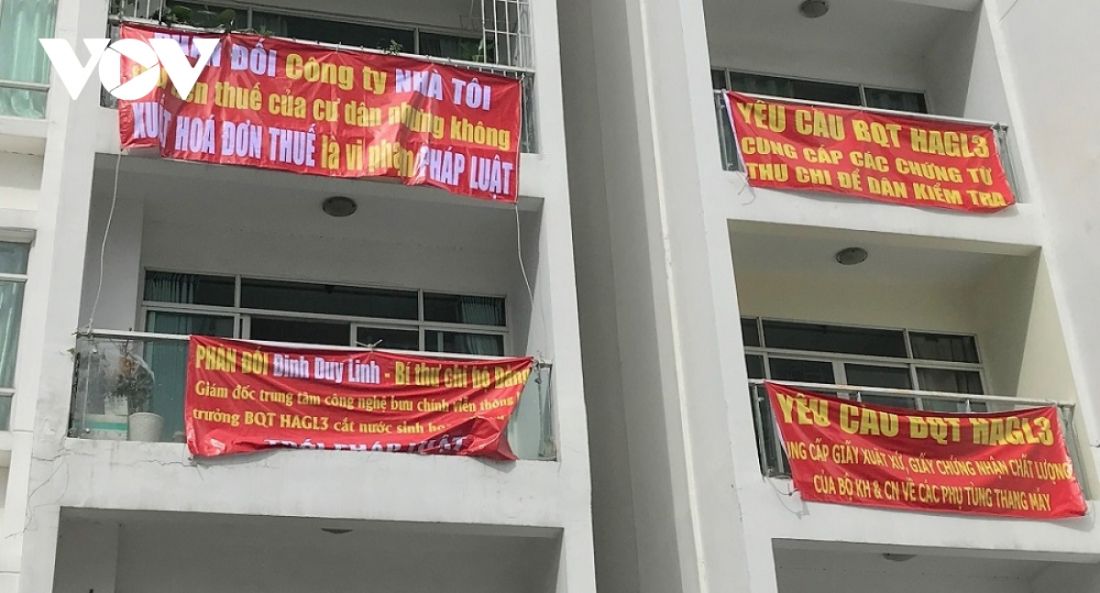 VOV
ĐỐI Công ty NHÀ TÔI
thuế của cư dân nhưng không
XUẤT HOÁ ĐƠN THUẾ là vi phạm PHÁP LUẬT
YÊU CẦU BQT HAGL3
CUNG CẤP CÁC CHỨNG TỪ
THU CHI ĐỂ DÂN KIỂM TRA
PHẢN ĐỐI Đinh Duy Linh - Bí thư chi bộ Đảng
Giám đốc trung tâm công nghệ bưu chính viễn thông
trưởng BQT HAGL3 cắt nước sinh
TRÁI PHÁP LUẬT
YÊU CẦU BQT HAGL3
CUNG CẤP GIẤY XUẤT XỨ, GIẤY CHỨNG NHẬN CHẤT LƯỢNG
CỦA BỘ KH & CN VỀ CÁC PHỤ TÙNG THANG MÁY